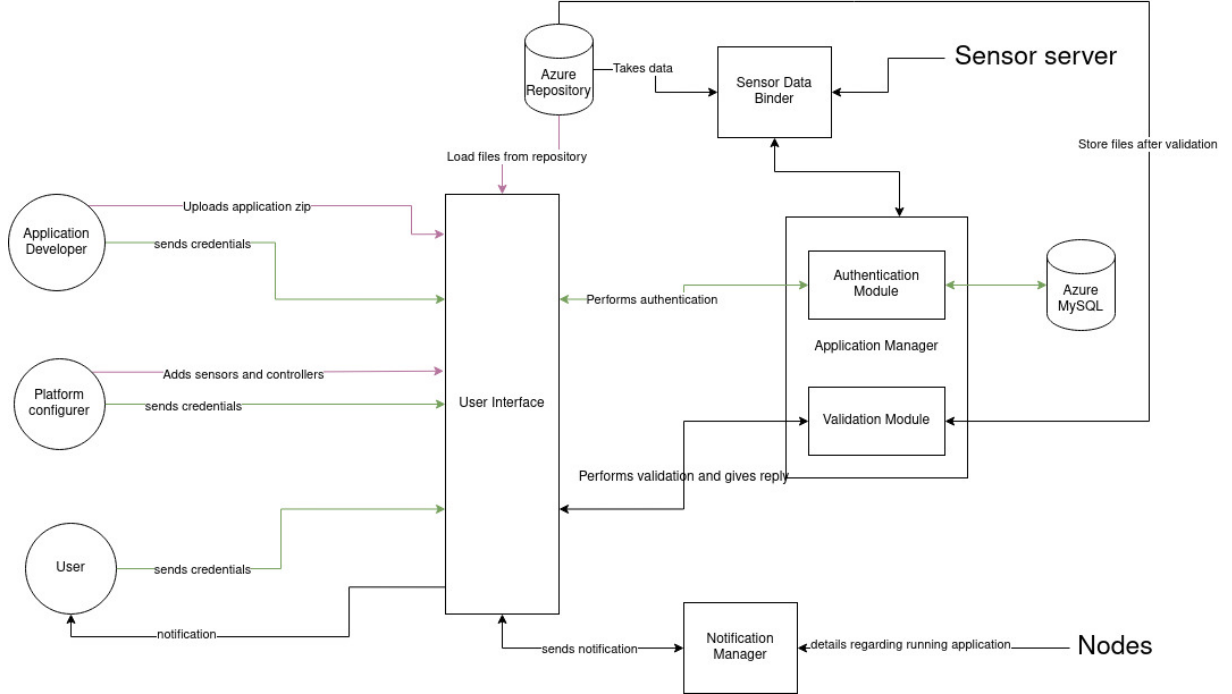 Azure
Repository
Takes data
Sensor Data
Binder
Sensor server
Load files from repository
Store files after validation
Application
Developer
Uploads application zip
sends credentials
Performs authentication
Authentication
Module
Azure
MySQL
Application Manager
Platform
configurer
Adds sensors and controllers
sends credentials
User Interface
Validation Module
Performs validation and gives reply
User
sends credentials
notification
sends notification
Notification
Manager
details regarding running application
Nodes